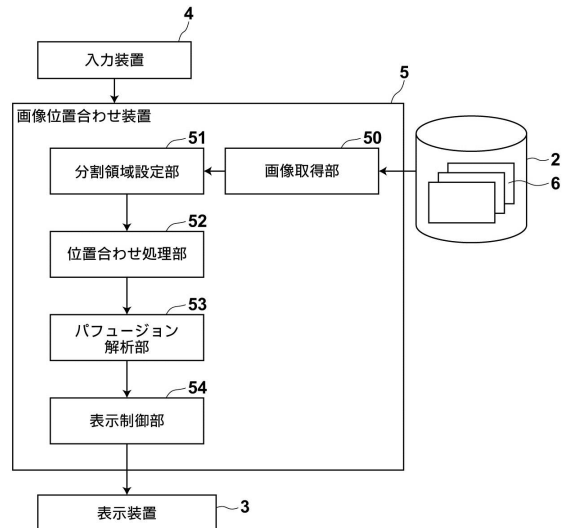 4
入力装置
5
画像位置合わせ装置
51
50
分割領域設定部
画像取得部
2
6
52
位置合わせ処理部
53
パフュージョン
解析部
54
表示制御部
表示装置
3